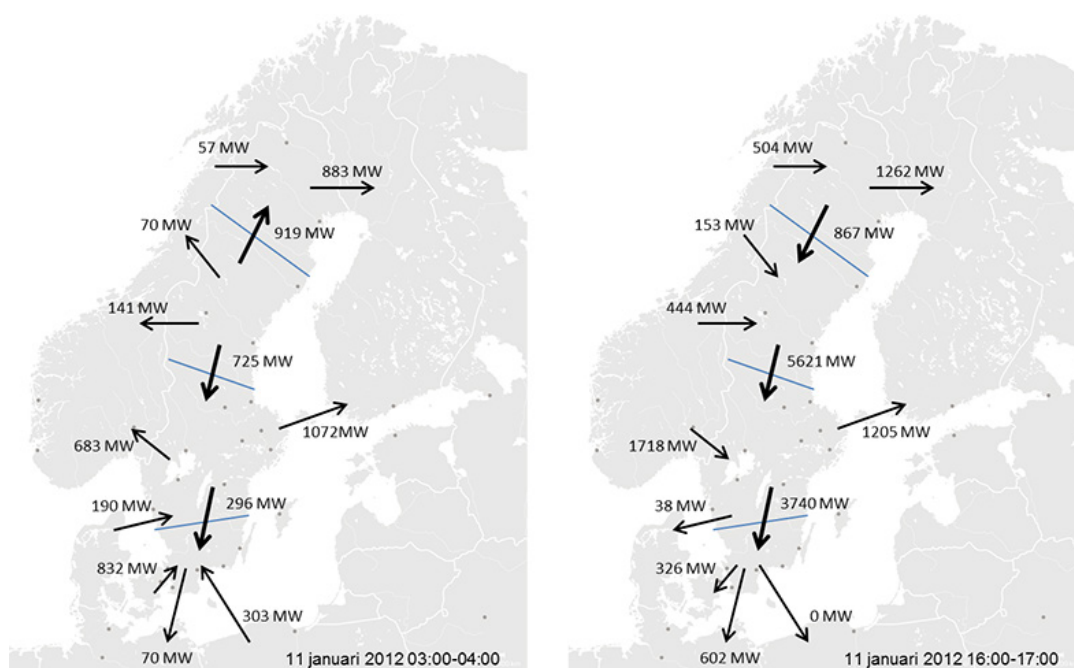 57 MW
883 MW
70 MW
919 MW
141 MW
725 MW
1072MW
683 MW
190 MW
296 MW
832 MW
303 MW
70 MW
11 januari 2012 03:00-04:00
504 MW
1262 MW
153 MW
867 MW
444 MW
5621 MW
1205 MW
1718 MW
38 MW
3740 MW
326 MW
0 MW
602 MW
11 januari 2012 16:00-17:00